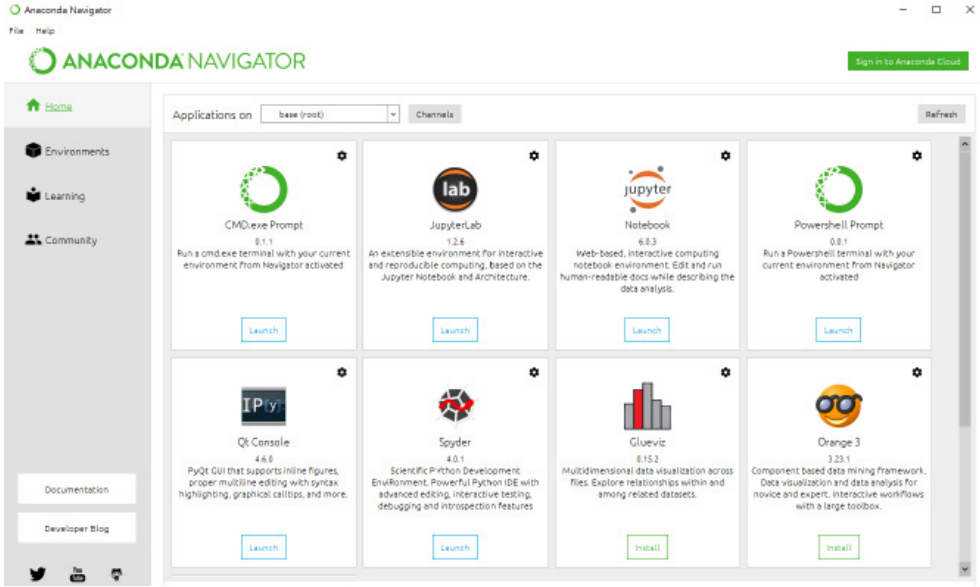 Anaconda Navigator
File Help
ANACONDA NAVIGATOR
Sign in to Anaconda Cloud
Home
Environments
Learning
Community
Documentation
Developer Blog
You Tube
Applications on base (root) Channels Refresh
CMD.exe Prompt
0.1.1
Run a cmd.exe terminal with your current
environment from Navigator activated
Launch
lab
JupyterLab
1.2.6
An extensible environment for interactive
and reproducible computing, based on the
Jupyter Notebook and Architecture.
Launch
jupyter
Notebook
6.0.3
Web-based, interactive computing
notebook environment. Edit and run
human-readable docs while describing the
data analysis.
Launch
Powershell Prompt
0.0.1
Run a Powershell terminal with your
current environment from Navigator
activated
Launch
IP[y]:
Qt Console
4.6.0
PyQt GUI that supports inline figures,
proper multiline editing with syntax
highlighting, graphical calltips, and more.
Launch
Spyder
4.0.1
Scientific PYthon Development
EnviRonment. Powerful Python IDE with
advanced editing, interactive testing,
debugging and introspection features
Launch
Glueviz
0.15.2
Multidimensional data visualization across
files. Explore relationships within and
among related datasets.
Install
Orange 3
3.23.1
Component based data mining framework.
Data visualization and data analysis for
novice and expert. Interactive workflows
with a large toolbox.
Install